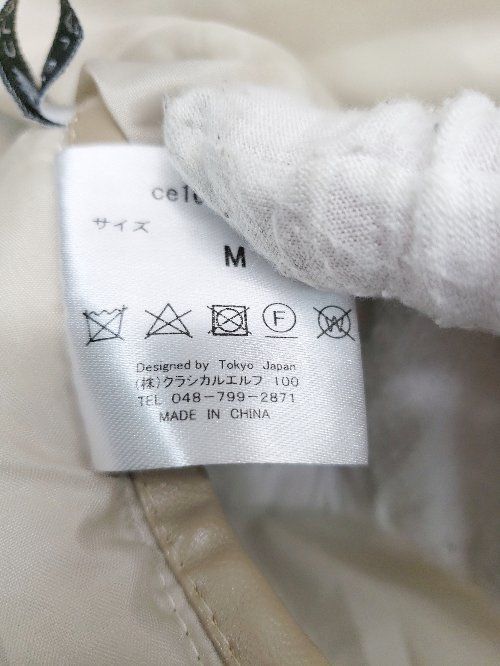 サイズ
M
F
W
Designed by Tokyo Japan
(株)クラシカルエルフ 100
TEL 048-799-2871
MADE IN CHINA